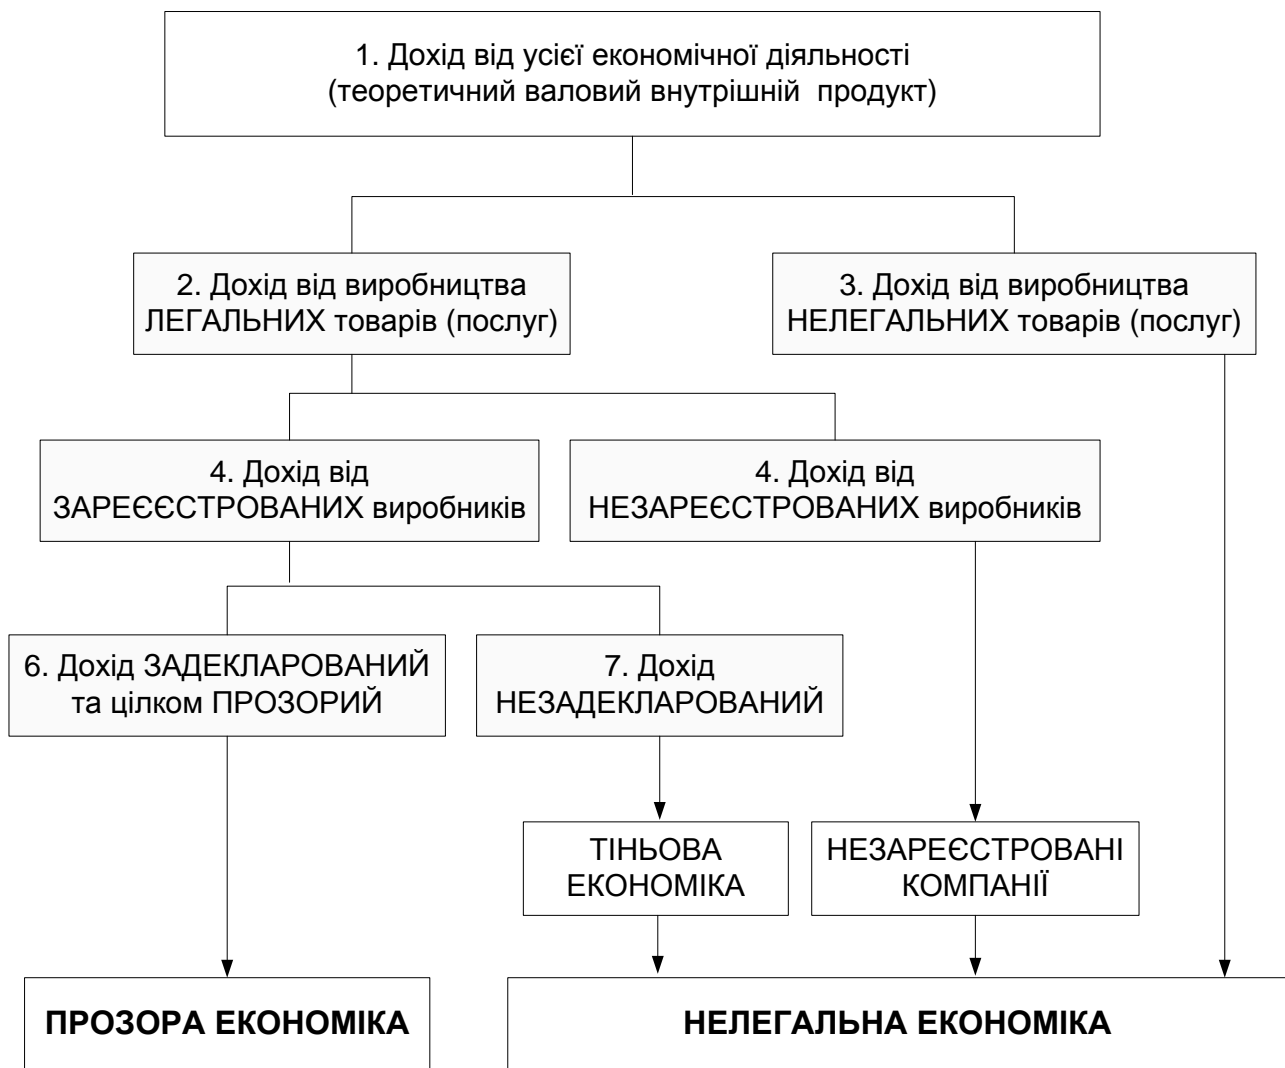 1. Дохід від усієї економічної діяльності
(теоретичний валовий внутрішній продукт)
2. Дохід від виробництва
ЛЕГАЛЬНИХ товарів (послуг)
3. Дохід від виробництва
НЕЛЕГАЛЬНИХ товарів (послуг)
4. Дохід від
ЗАРЕЄЄСТРОВАНИХ виробників
4. Дохід від
НЕЗАРЕЄСТРОВАНИХ виробників
6. Дохід ЗАДЕКЛАРОВАНИЙ
та цілком ПРОЗОРИЙ
7. Дохід
НЕЗАДЕКЛАРОВАНИЙ
ТІНЬОВА
ЕКОНОМІКА
НЕЗАРЕЄСТРОВАНІ
КОМПАНІЇ
ПРОЗОРА ЕКОНОМІКА
НЕЛЕГАЛЬНА ЕКОНОМІКА